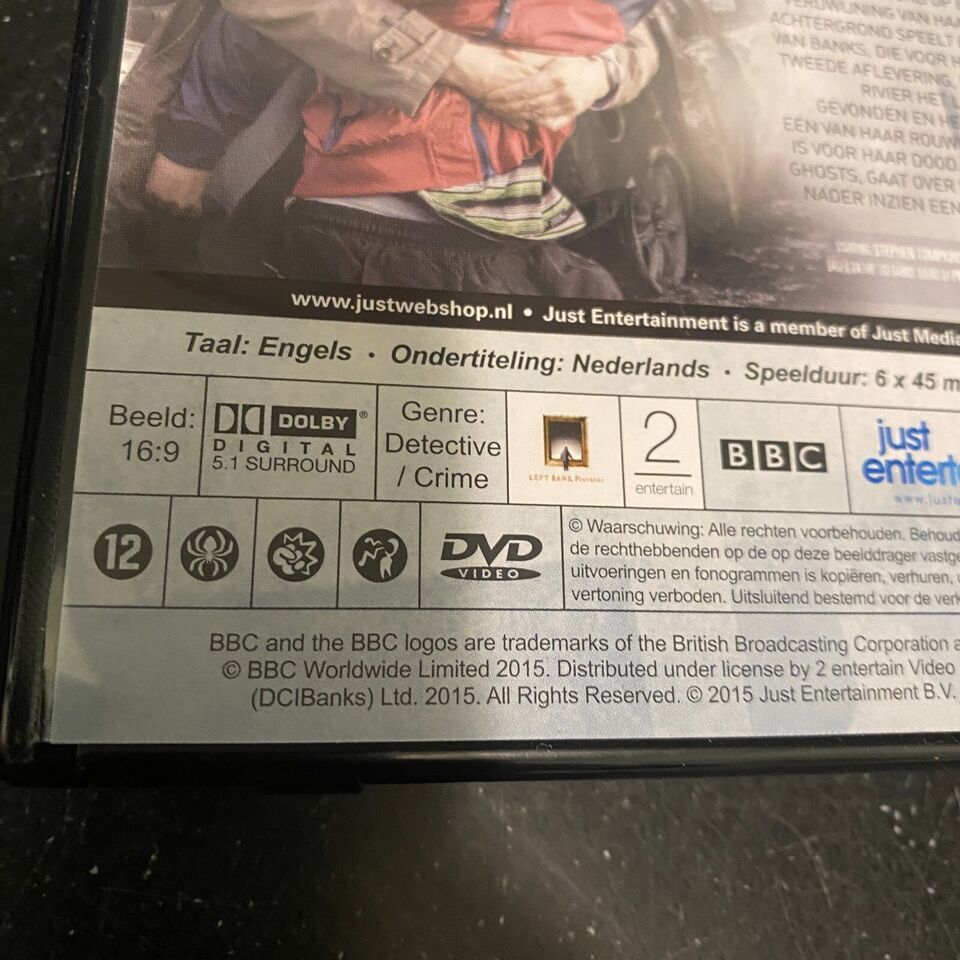 VERDWIJNING VAN
ACHTERGROND SPEELT
VAN BANKS, DIE VOOR
TWEEDE AFLEVERING,
RIVIER HET
GEVONDEN EN HE
EEN VAN HAAR ROUW
IS VOOR HAAR DOOD
GHOSTS, GAAT OVER
NADER INZIEN EEN
www.justwebshop.nl • Just Entertainment is a member of Just Media
Taal: Engels · Ondertiteling: Nederlands · Speelduur: 6 x 45 m
Beeld:
16:9
DOLBY®
DIGITAL
5.1 SURROUND
Genre:
Detective
/ Crime
LEFT BANK Pictures
2
entertain
BBC
just
entert
www.just
12
DVD
VIDEO
© Waarschuwing: Alle rechten voorbehouden. Behoud
de rechthebbenden op de op deze beelddrager vastge
uitvoeringen en fonogrammen is kopiëren, verhuren,
vertoning verboden. Uitsluitend bestemd voor de verk
BBC and the BBC logos are trademarks of the British Broadcasting Corporation a
© BBC Worldwide Limited 2015. Distributed under license by 2 entertain Video
(DCIBanks) Ltd. 2015. All Rights Reserved. © 2015 Just Entertainment B.V.